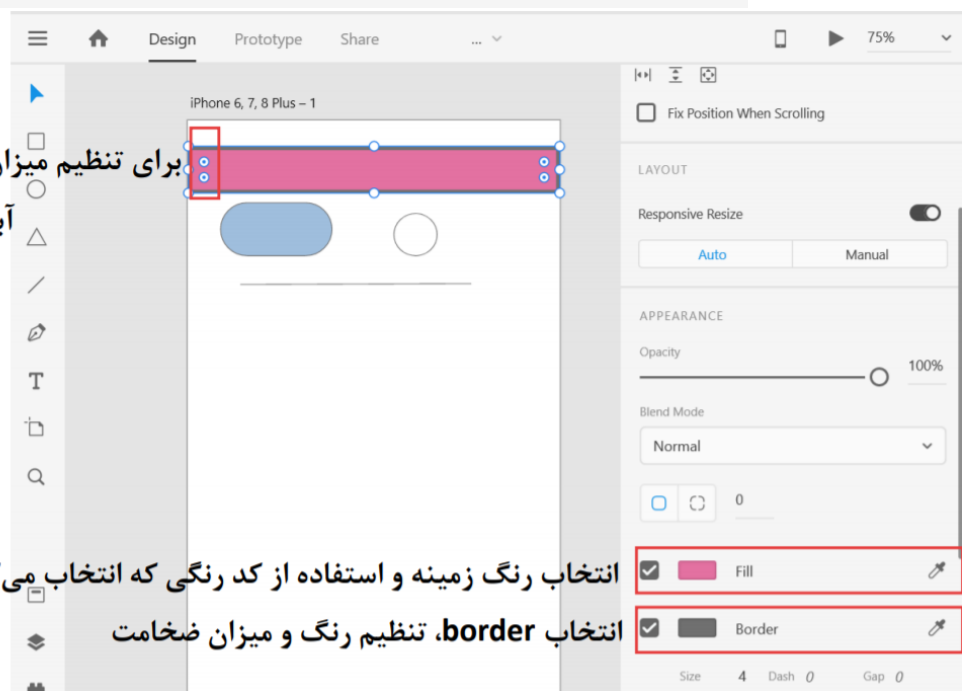 Design Prototype Share ... 75%
iPhone 6, 7, 8 Plus – 1
Fix Position When Scrolling
برای تنظیم
LAYOUT
Responsive Resize
Auto Manual
APPEARANCE
Opacity
100%
Blend Mode
Normal
0
انتخاب رنگ زمینه و استفاده از کد رنگی که انتخاب
Fill
انتخاب border، تنظیم رنگ و میزان ضخامت
Border
Size 4 Dash 0 Gap 0